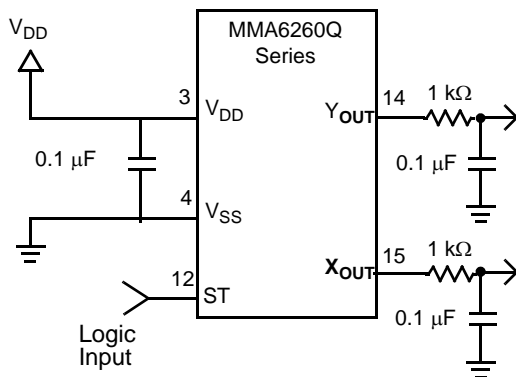 V_DD
MMA6260Q
Series
3
V_DD
Y_OUT
14
1 kΩ
0.1 μF
0.1 μF
4
V_SS
X_OUT
15
1 kΩ
12
ST
0.1 μF
Logic
Input